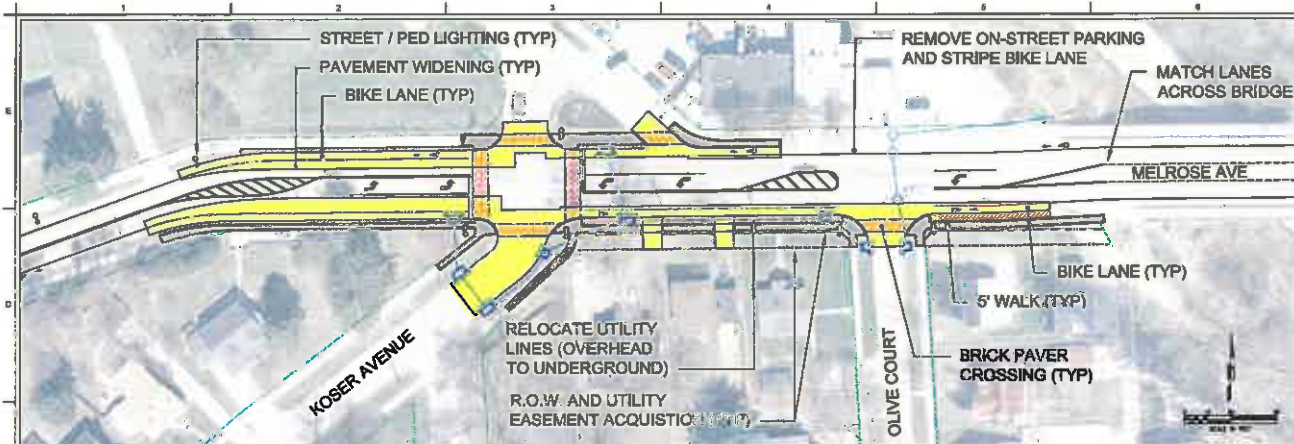 1 2 3 4 5 6
STREET / PED LIGHTING (TYP)
PAVEMENT WIDENING (TYP)
BIKE LANE (TYP)
REMOVE ON-STREET PARKING
AND STRIPE BIKE LANE
MATCH LANES
ACROSS BRIDGE
E
MELROSE AVE
D
BIKE LANE (TYP)
5' WALK (TYP)
BRICK PAVER
CROSSING (TYP)
RELOCATE UTILITY
LINES (OVERHEAD
TO UNDERGROUND)
R.O.W. AND UTILITY
EASEMENT
KOSER AVENUE
OLIVE COURT